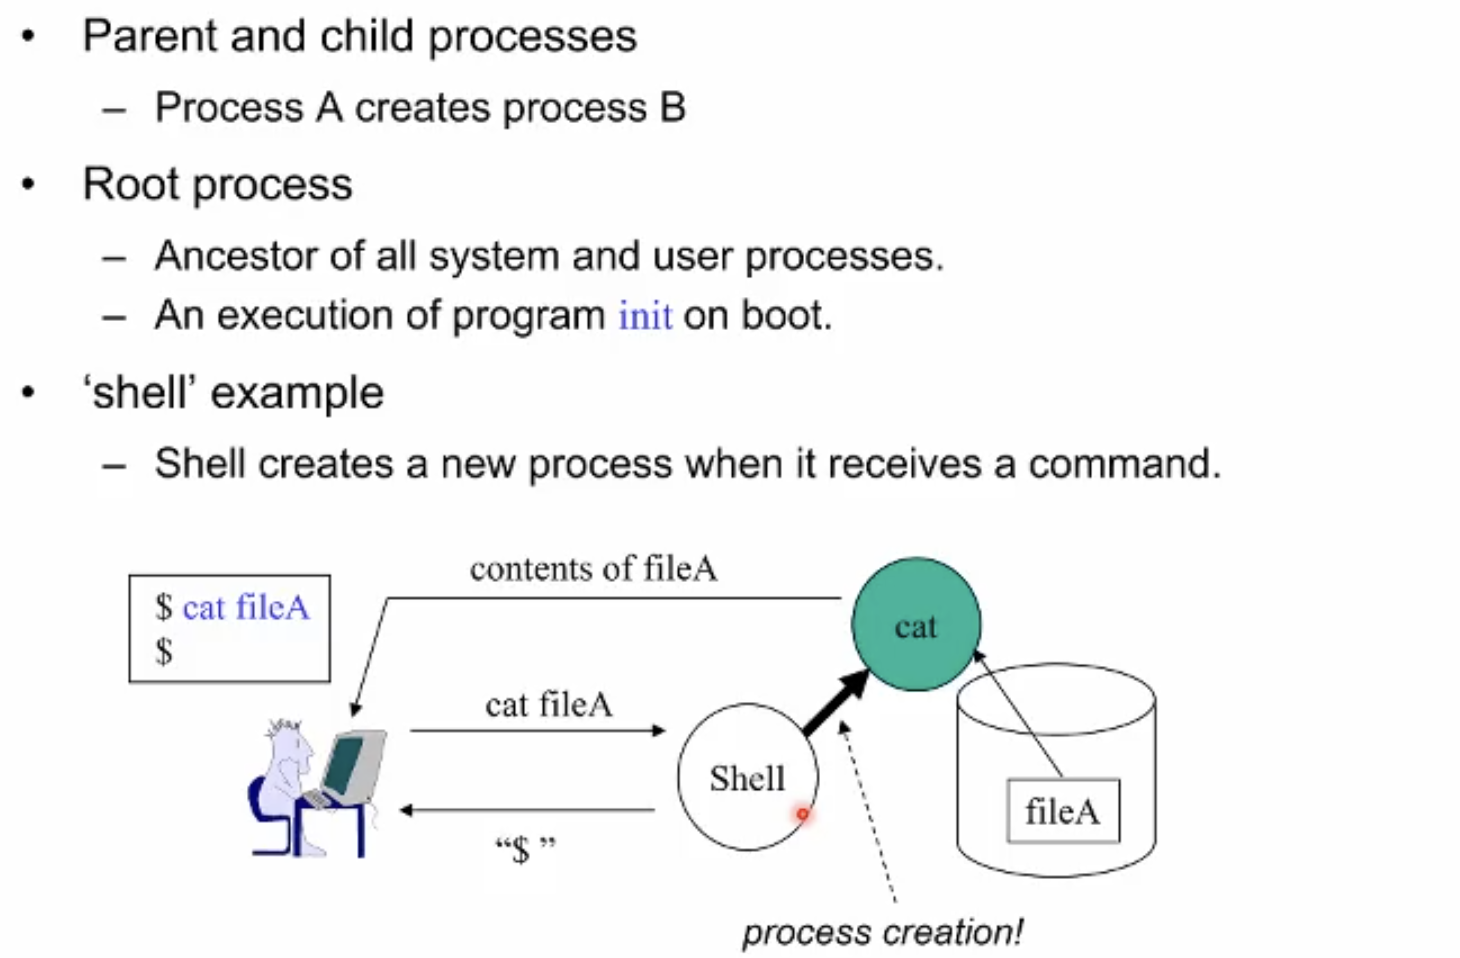 • Parent and child processes
– Process A creates process B
• Root process
– Ancestor of all system and user processes.
– An execution of program init on boot.
• ‘shell’ example
– Shell creates a new process when it receives a command.
contents of fileA
$ cat fileA
$
cat
cat fileA
Shell
fileA
“$ ”
process creation!